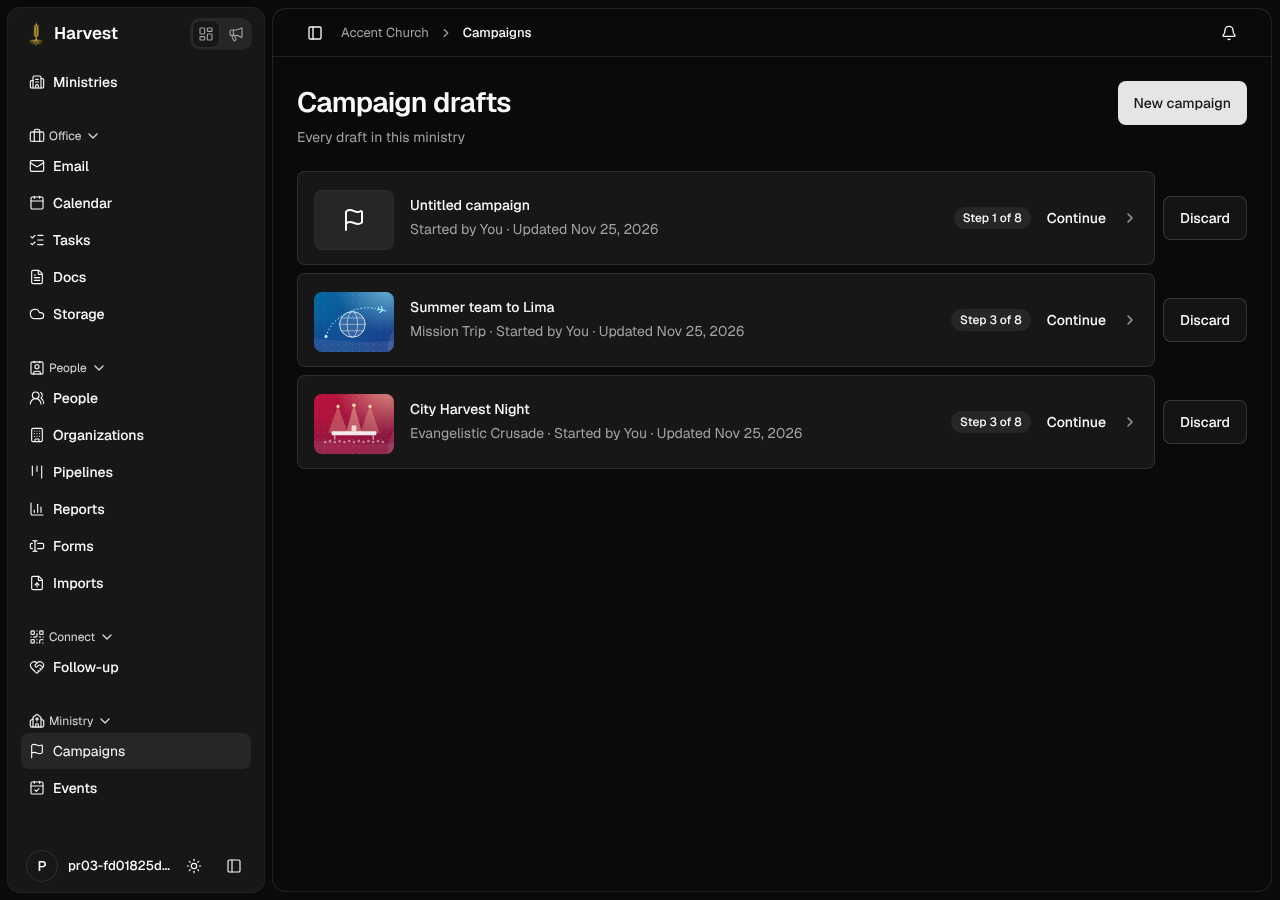 Harvest
Ministries
Office
Email
Calendar
Tasks
Docs
Storage
People
People
Organizations
Pipelines
Reports
Forms
Imports
Connect
Follow-up
Ministry
Campaigns
Events
P pr03-fd01825d...
Accent Church > Campaigns
Campaign drafts
New campaign
Every draft in this ministry
Untitled campaign
Started by You · Updated Nov 25, 2026
Step 1 of 8 Continue
Discard
Summer team to Lima
Mission Trip · Started by You · Updated Nov 25, 2026
Step 3 of 8 Continue
Discard
City Harvest Night
Evangelistic Crusade · Started by You · Updated Nov 25, 2026
Step 3 of 8 Continue
Discard